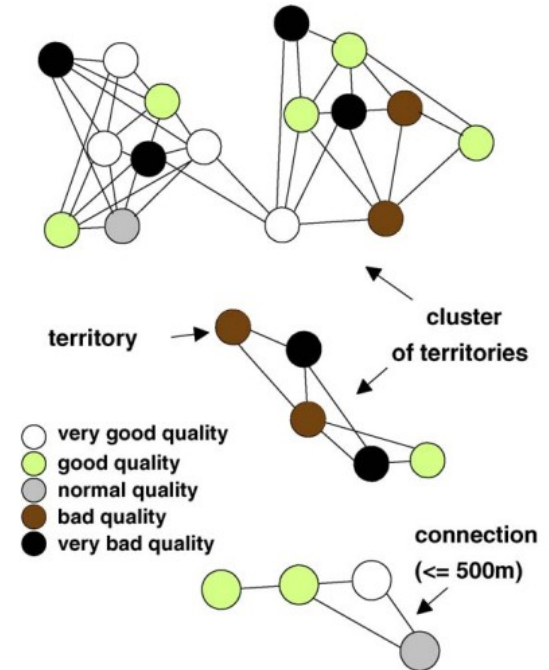 cluster
of territories
territory
very good quality
good quality
normal quality
bad quality
very bad quality
connection
(<= 500m)